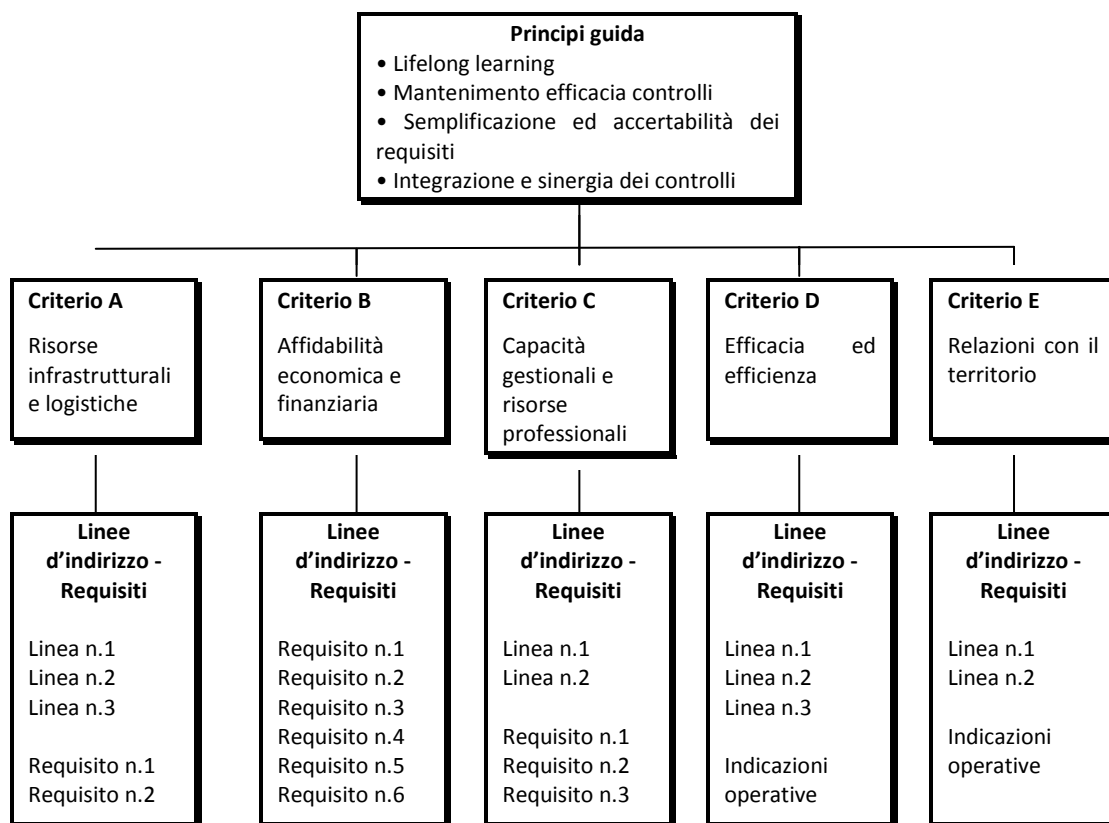 Principi guida
• Lifelong learning
• Mantenimento efficacia controlli
• Semplificazione ed accertabilità dei
requisiti
• Integrazione e sinergia dei controlli
Criterio A
Risorse
infrastrutturali
e logistiche
Criterio B
Affidabilità
economica e
finanziaria
Criterio C
Capacità
gestionali e
risorse
professionali
Criterio D
Efficacia ed
efficienza
Criterio E
Relazioni con il
territorio
Linee
d’indirizzo -
Requisiti
Linea n.1
Linea n.2
Linea n.3
Requisito n.1
Requisito n.2
Linee
d’indirizzo -
Requisiti
Requisito n.1
Requisito n.2
Requisito n.3
Requisito n.4
Requisito n.5
Requisito n.6
Linee
d’indirizzo -
Requisiti
Linea n.1
Linea n.2
Requisito n.1
Requisito n.2
Requisito n.3
Linee
d’indirizzo -
Requisiti
Linea n.1
Linea n.2
Linea n.3
Indicazioni
operative
Linee
d’indirizzo -
Requisiti
Linea n.1
Linea n.2
Indicazioni
operative